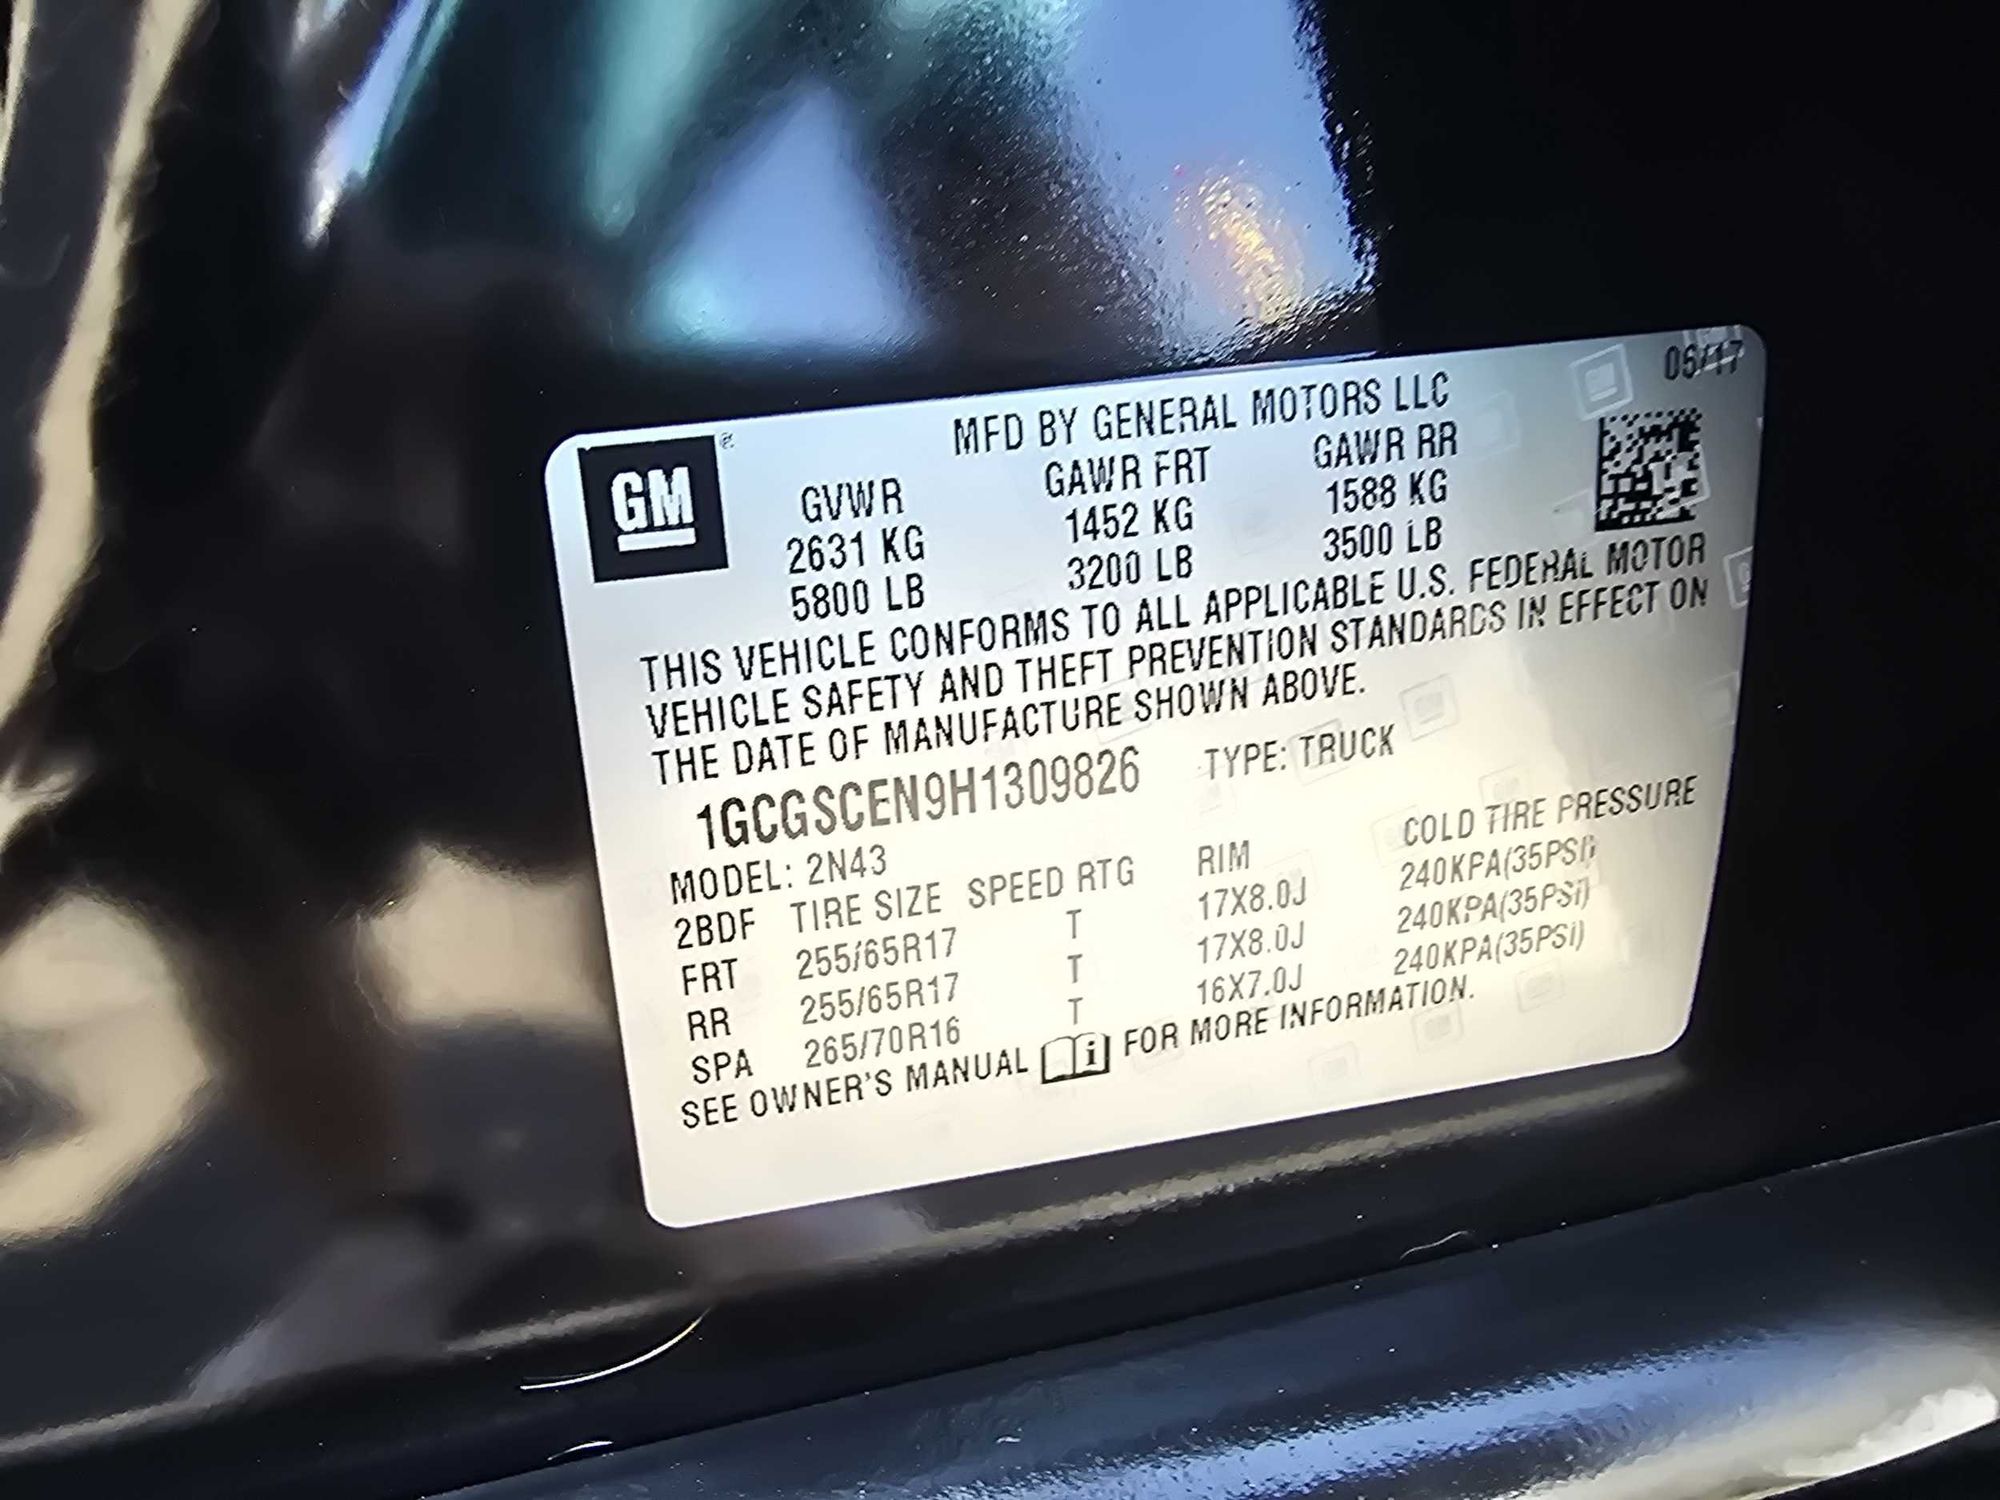 06/17
MFD BY GENERAL MOTORS LLC
GM ®
GVWR GAWR FRT GAWR RR
2631 KG 1452 KG 1588 KG
5800 LB 3200 LB 3500 LB
THIS VEHICLE CONFORMS TO ALL APPLICABLE U.S. FEDERAL MOTOR
VEHICLE SAFETY AND THEFT PREVENTION STANDARDS IN EFFECT ON
THE DATE OF MANUFACTURE SHOWN ABOVE.
1GCGSCEN9H1309826 TYPE: TRUCK
MODEL: 2N43
2BDF TIRE SIZE SPEED RTG RIM COLD TIRE PRESSURE
FRT 255/65R17 T 17X8.0J 240KPA(35PSI)
RR 255/65R17 T 17X8.0J 240KPA(35PSI)
SPA 265/70R16 T 16X7.0J 240KPA(35PSI)
SEE OWNER'S MANUAL i FOR MORE INFORMATION.